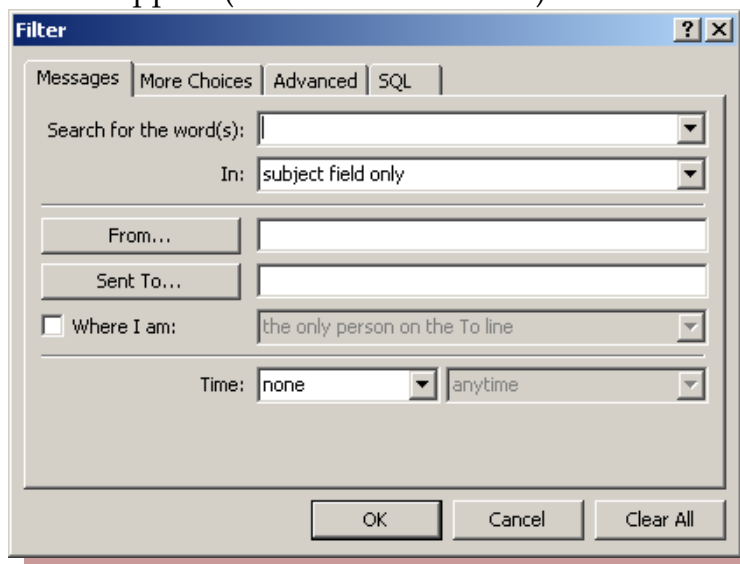 Filter
Messages More Choices Advanced SQL
Search for the word(s):
In: subject field only
From...
Sent To...
Where I am: the only person on the To line
Time: none anytime
OK Cancel Clear All